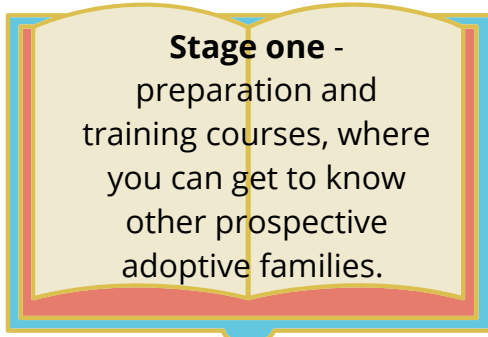 Stage one -
preparation and
training courses, where
you can get to know
other prospective
adoptive families.